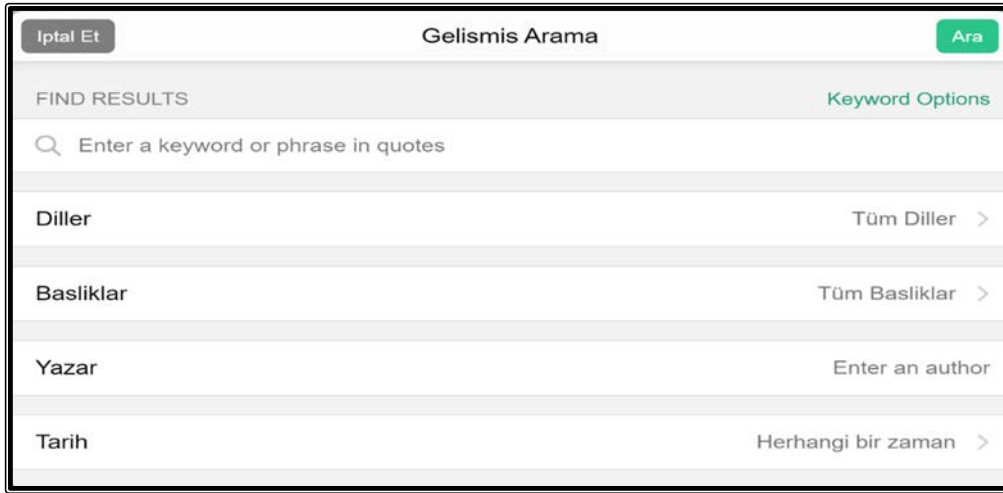 Iptal Et Gelismis Arama Ara
FIND RESULTS Keyword Options
Enter a keyword or phrase in quotes
Diller Tüm Diller >
Basliklar Tüm Basliklar >
Yazar Enter an author
Tarih Herhangi bir zaman >